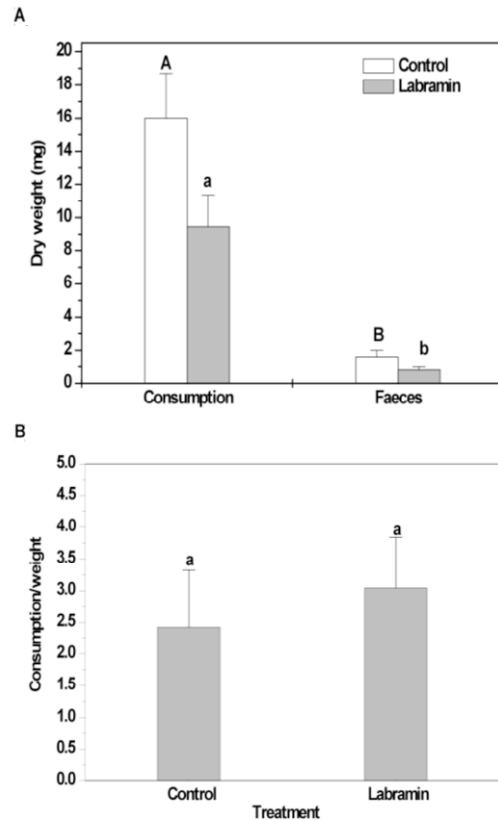 A
20
18
16
14
12
10
8
6
4
2
0
Dry weight (mg)
A
a
B
b
Control
Labramin
Consumption Faeces
B
5.0
4.5
4.0
3.5
3.0
2.5
2.0
1.5
1.0
0.5
0.0
Consumption/weight
a
a
Control Labramin
Treatment